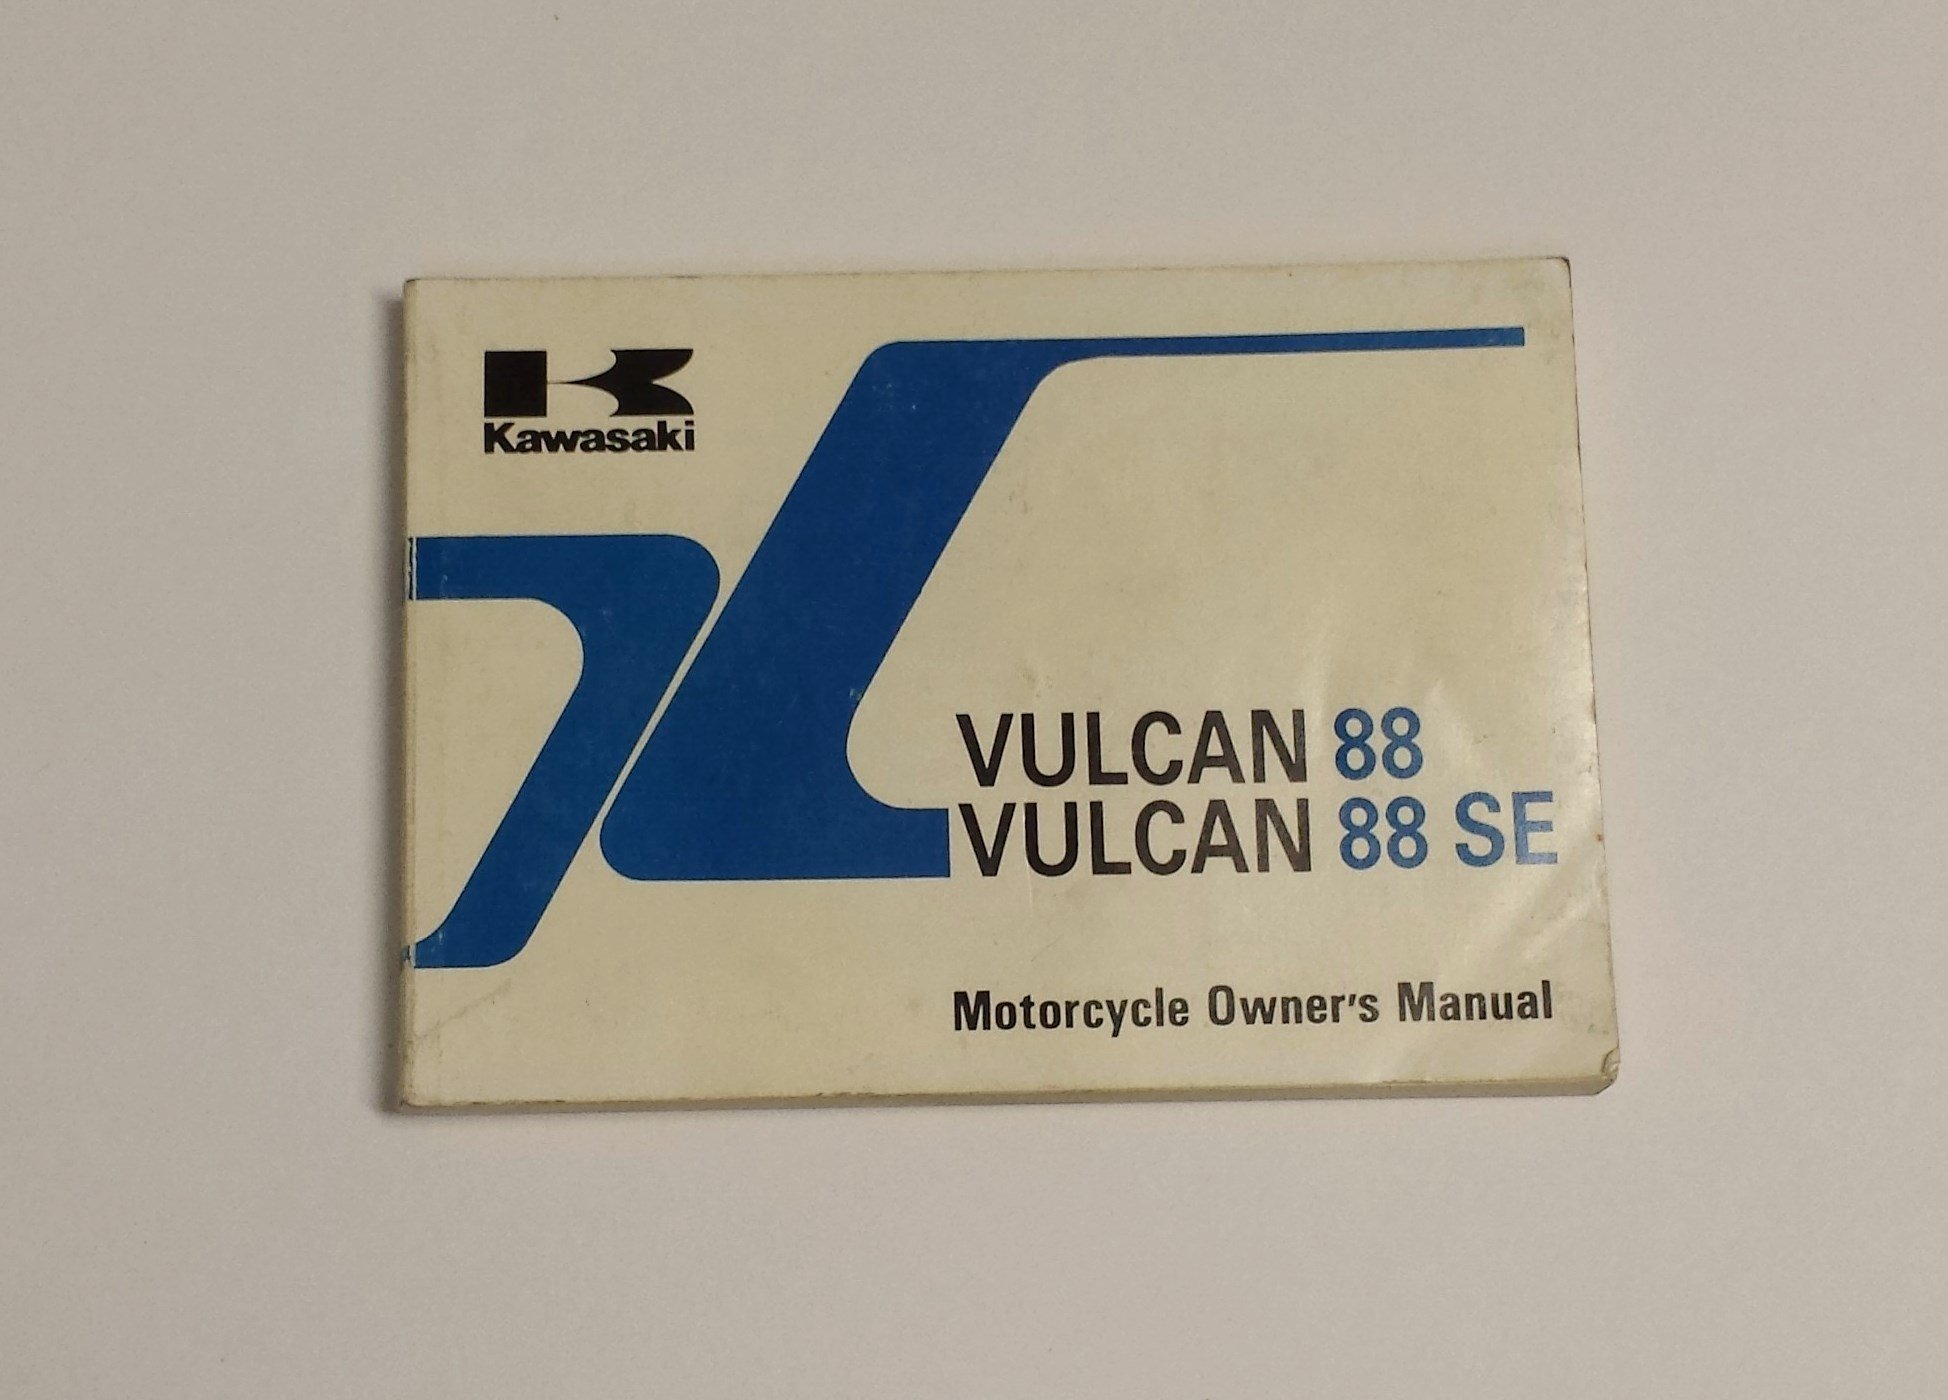 Kawasaki
VULCAN 88
VULCAN 88 SE
Motorcycle Owner's Manual